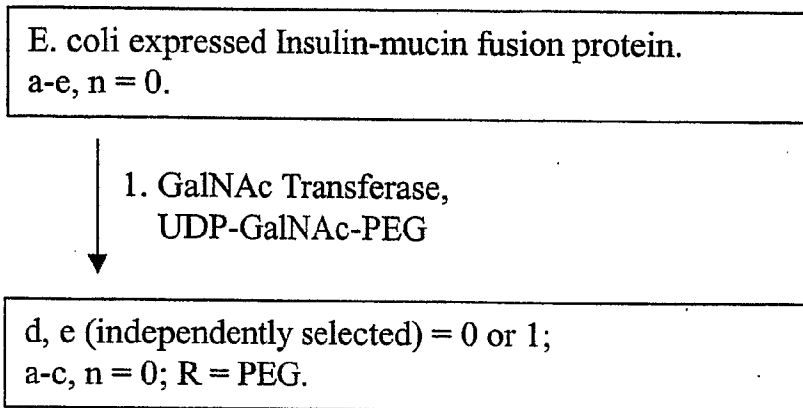 E. coli expressed Insulin-mucin fusion protein.
a-e, n = 0.
1. GalNAc Transferase,
UDP-GalNAc-PEG
d, e (independently selected) = 0 or 1;
a-c, n = 0; R = PEG.